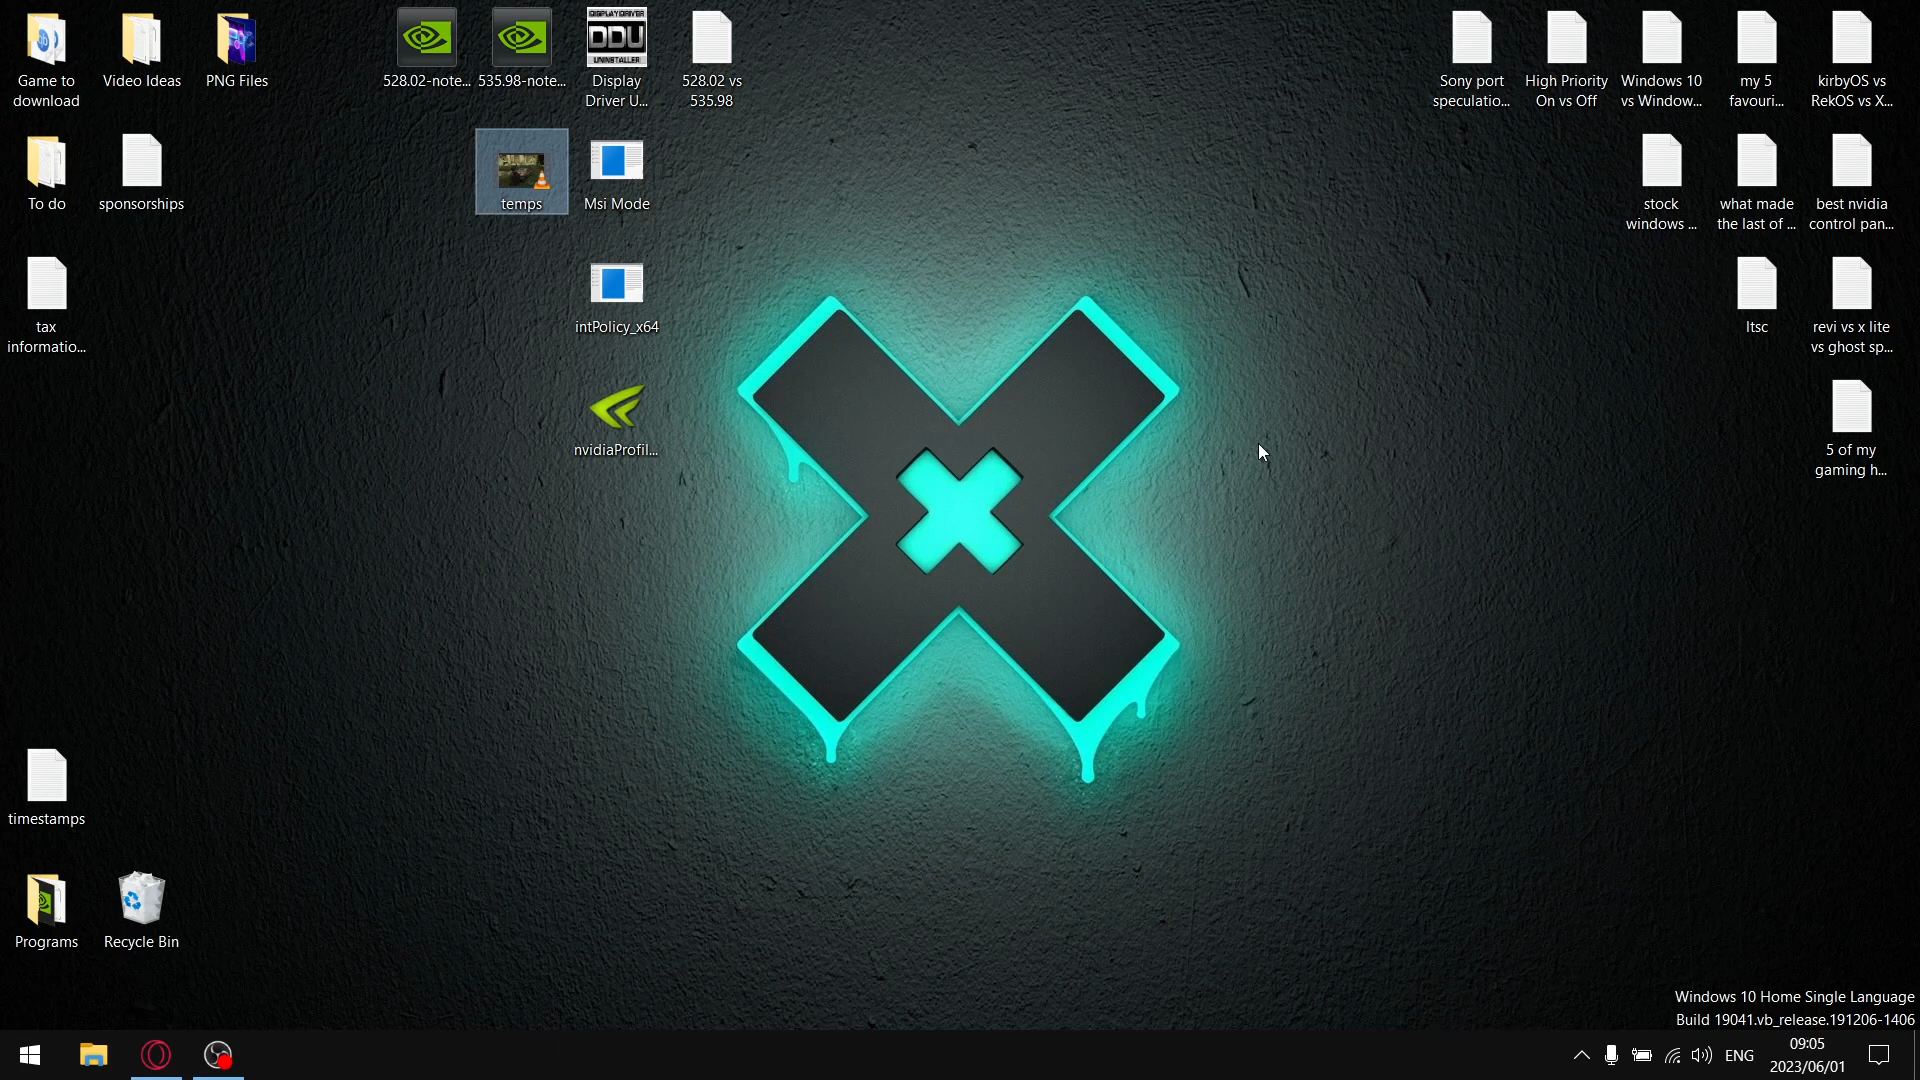 Game to
download
Video Ideas
PNG Files
528.02-note...
535.98-note...
DISPLAY DRIVER
DDU
UNINSTALLER
Display
Driver U...
528.02 vs
535.98
Sony port
speculatio...
High Priority
On vs Off
Windows 10
vs Window...
my 5
favouri...
kirbyOS vs
RekOS vs X...
To do
sponsorships
temps
Msi Mode
stock
windows ...
what made
the last of ...
best nvidia
control pan...
tax
informatio...
intPolicy_x64
ltsc
revi vs x lite
vs ghost sp...
nvidiaProfil...
5 of my
gaming h...
timestamps
Programs
Recycle Bin
Windows 10 Home Single Language
Build 19041.vb_release.191206-1406
ENG
09:05
2023/06/01